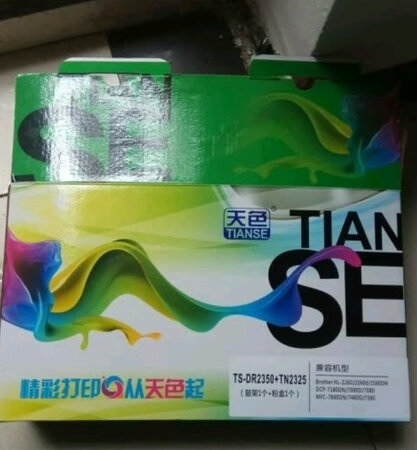 SE
天色®
TIANSE
TIAN
SE
TS-DR2350+TN2325
(鼓架1个+粉盒1个)
兼容机型
Brother HL-2260/2260d/2560DN
DCP-7180DN/7080D/7080
MFC-7880DN/7480D/7380
精彩打印从天色起